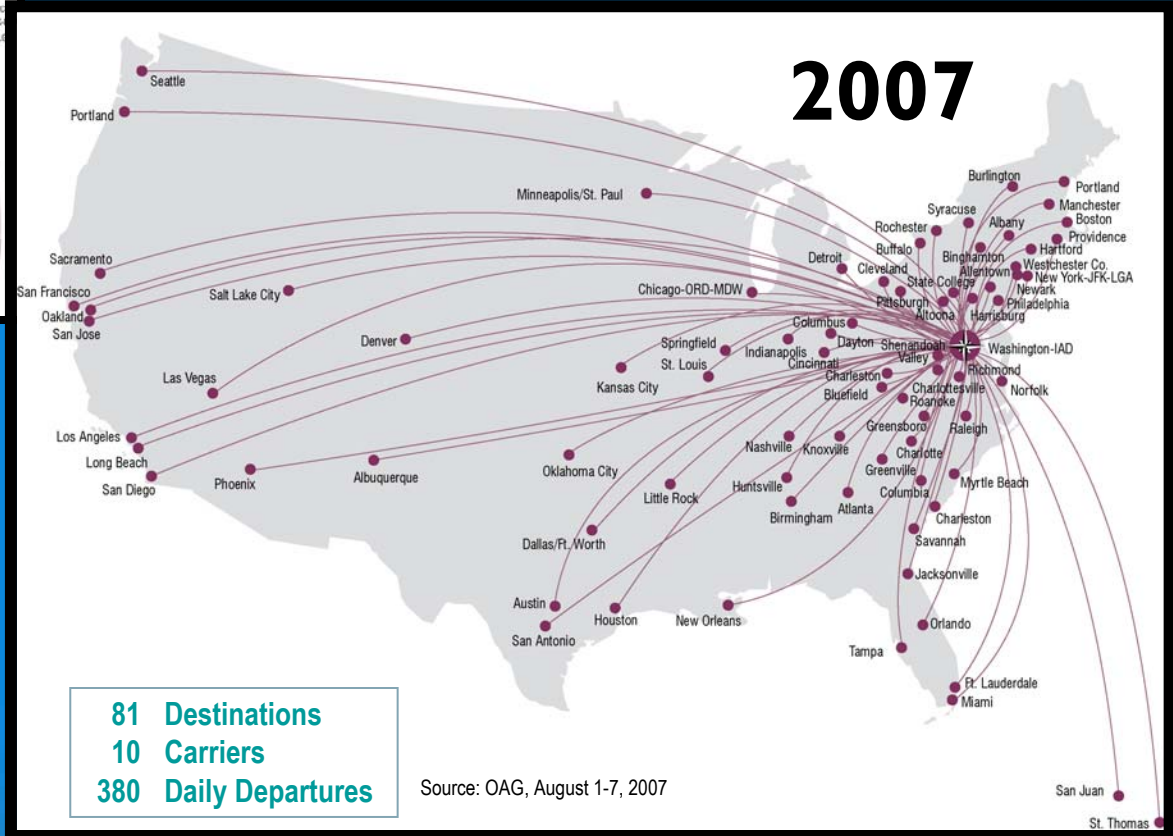 2007
Seattle
Portland
Minneapolis/St. Paul
Burlington
Portland
Manchester
Boston
Providence
Syracuse
Albany
Rochester
Buffalo
Binghamton
Hartford
Westchester Co.
Allentown
New York-JFK-LGA
Newark
Detroit
Cleveland
State College
Philadelphia
Pittsburgh
Altoona
Harrisburg
Sacramento
San Francisco
Oakland
San Jose
Salt Lake City
Chicago-ORD-MDW
Columbus
Denver
Springfield
Indianapolis
Dayton
Shenandoah
Valley
Washington-IAD
St. Louis
Cincinnati
Charleston
Richmond
Kansas City
Las Vegas
Bluefield
Charlottesville
Norfolk
Roanoke
Los Angeles
Long Beach
San Diego
Greensboro
Raleigh
Nashville
Knoxville
Charlotte
Phoenix
Albuquerque
Oklahoma City
Greenville
Little Rock
Huntsville
Columbia
Myrtle Beach
Birmingham
Atlanta
Charleston
Dallas/Ft. Worth
Savannah
Jacksonville
Austin
San Antonio
Houston
New Orleans
Orlando
Tampa
Ft. Lauderdale
Miami
81 Destinations
10 Carriers
380 Daily Departures
Source: OAG, August 1-7, 2007
San Juan
St. Thomas